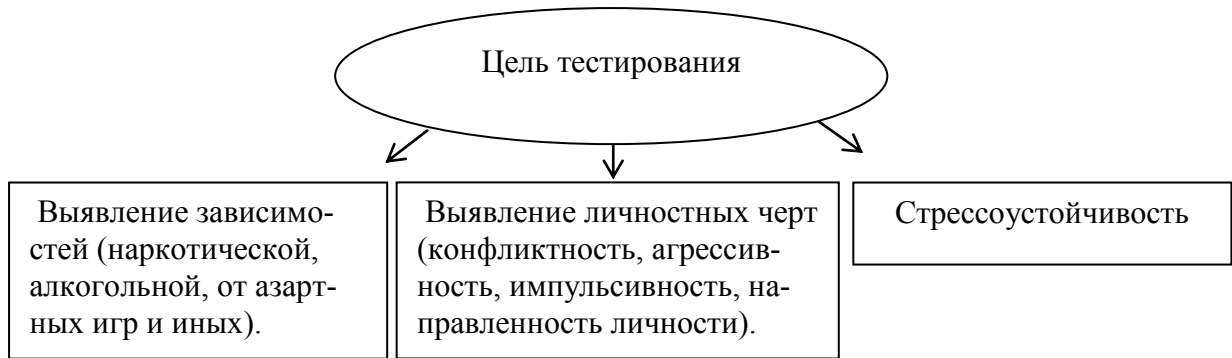 Цель тестирования
Выявление зависимо-
стей (наркотической,
алкогольной, от азарт-
ных игр и иных).
Выявление личностных черт
(конфликтность, агрессив-
ность, импульсивность, на-
правленность личности).
Стрессоустойчивость